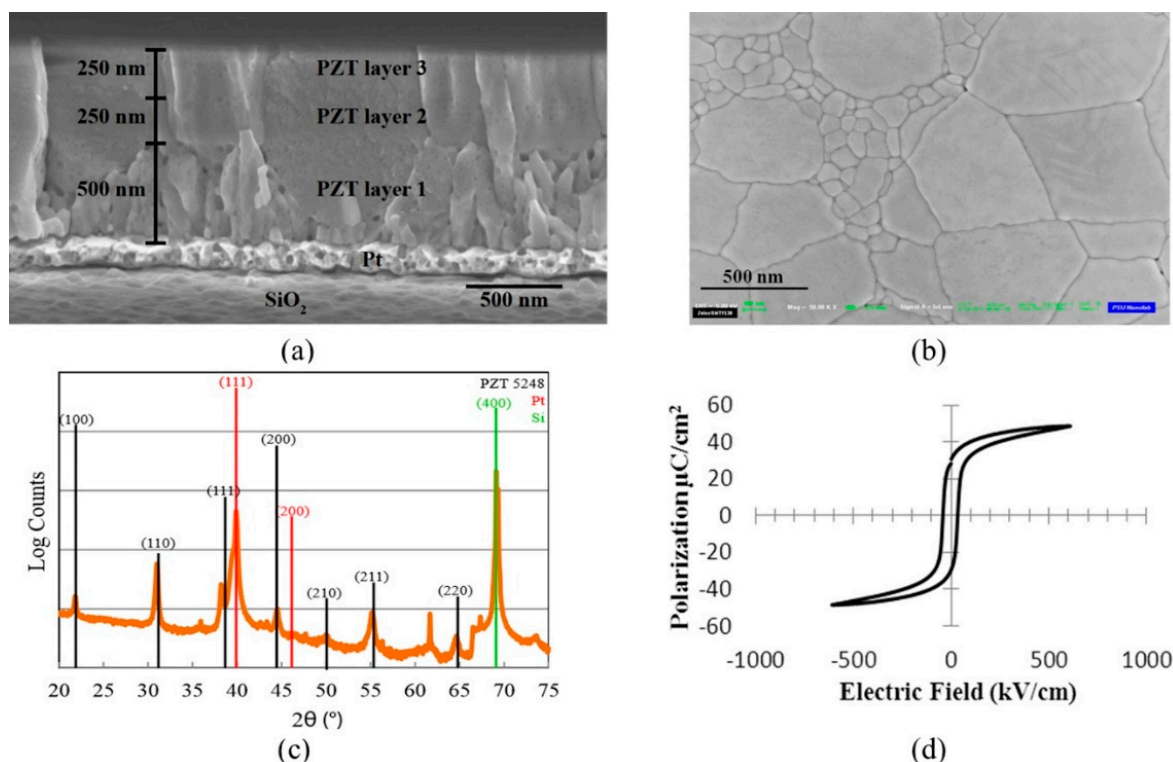 250 nm
PZT layer 3
250 nm
PZT layer 2
500 nm
PZT layer 1
Pt
SiO₂
500 nm
(a)
500 nm
PSU Nanofab
(b)
(111)
PZT 5248
Pt
Si
(100)
(400)
(200)
(111)
(200)
(110)
(211)
(210)
(220)
Log Counts
20 25 30 35 40 45 50 55 60 65 70 75
2θ (°)
(c)
60
40
20
0
-20
-40
-60
Polarization µC/cm²
-1000 -500 0 500 1000
Electric Field (kV/cm)
(d)